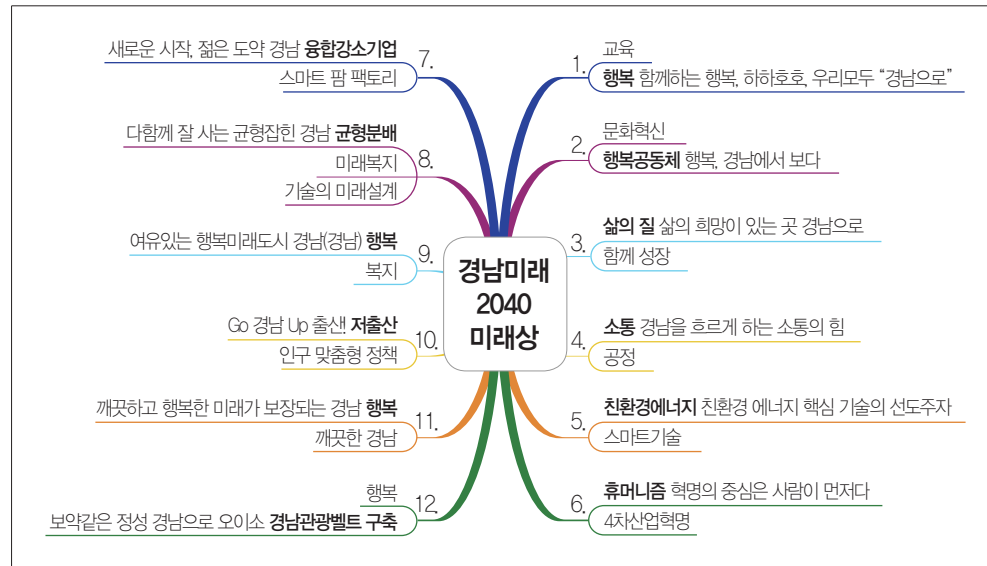 경남미래
2040
미래상
1.
교육
행복 함께하는 행복, 하하호호, 우리모두 “경남으로”
2.
문화혁신
행복공동체 행복, 경남에서 보다
3.
삶의 질 삶의 희망이 있는 곳 경남으로
함께 성장
4.
소통 경남을 흐르게 하는 소통의 힘
공정
5.
친환경에너지 친환경 에너지 핵심 기술의 선도주자
스마트기술
6.
휴머니즘 혁명의 중심은 사람이 먼저다
4차산업혁명
7.
새로운 시작, 젊은 도약 경남 융합강소기업
스마트 팜 팩토리
8.
다함께 잘 사는 균형잡힌 경남 균형분배
미래복지
기술의 미래설계
9.
여유있는 행복미래도시 경남(경남) 행복
복지
10.
Go 경남 Up 출산! 저출산
인구 맞춤형 정책
11.
깨끗하고 행복한 미래가 보장되는 경남 행복
깨끗한 경남
12.
행복
보약같은 정성 경남으로 오이소 경남관광벨트 구축